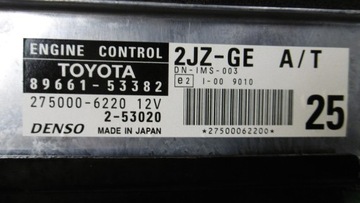 ENGINE CONTROL
TOYOTA
89661-53382
275000-6220 12V
2-53020
DENSO MADE IN JAPAN
2JZ-GE A/T
DN-IMS-003
e2 I-00 9010
25
*27500062200*